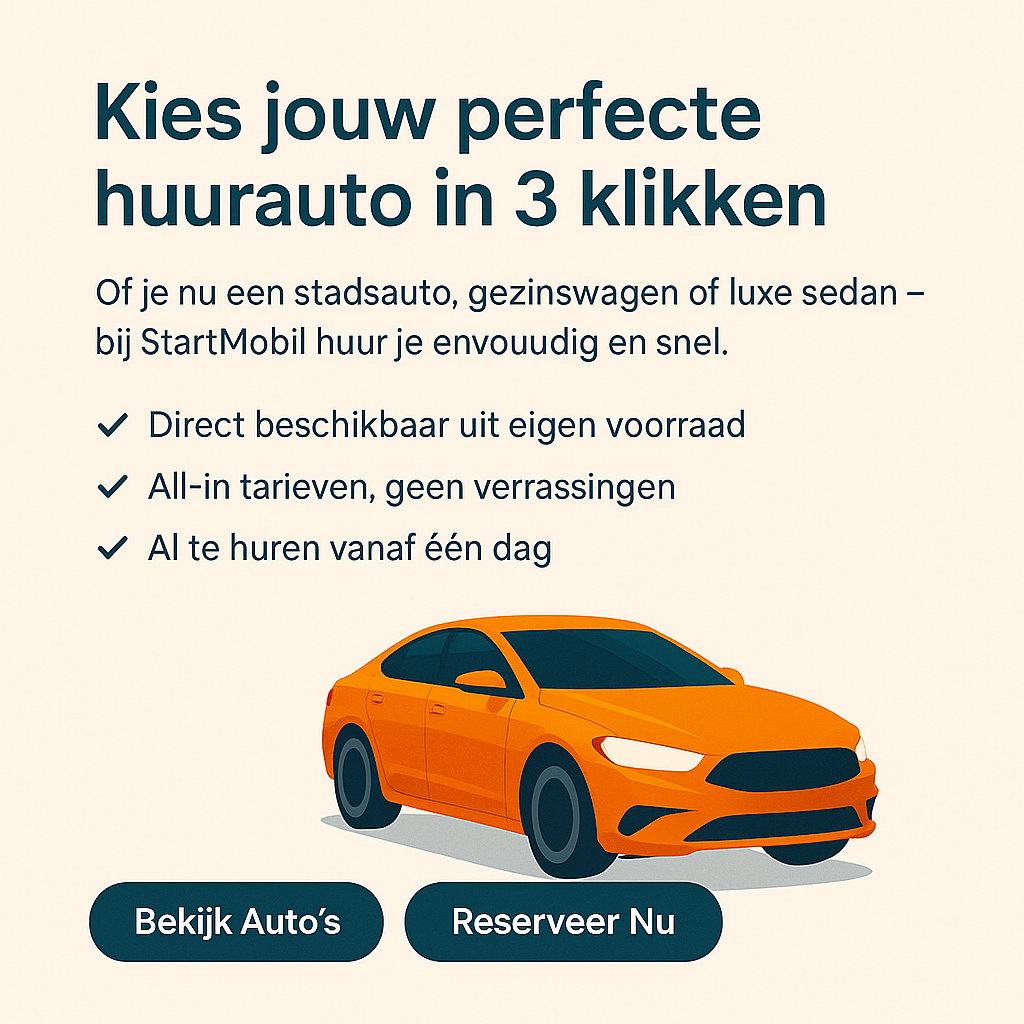 Kies jouw perfecte
huurauto in 3 klikken
Of je nu een stadsauto, gezinswagen of luxe sedan –
bij StartMobil huur je envouudig en snel.
✓ Direct beschikbaar uit eigen voorraad
✓ All-in tarieven, geen verrassingen
✓ Al te huren vanaf één dag
Bekijk Auto’s
Reserveer Nu